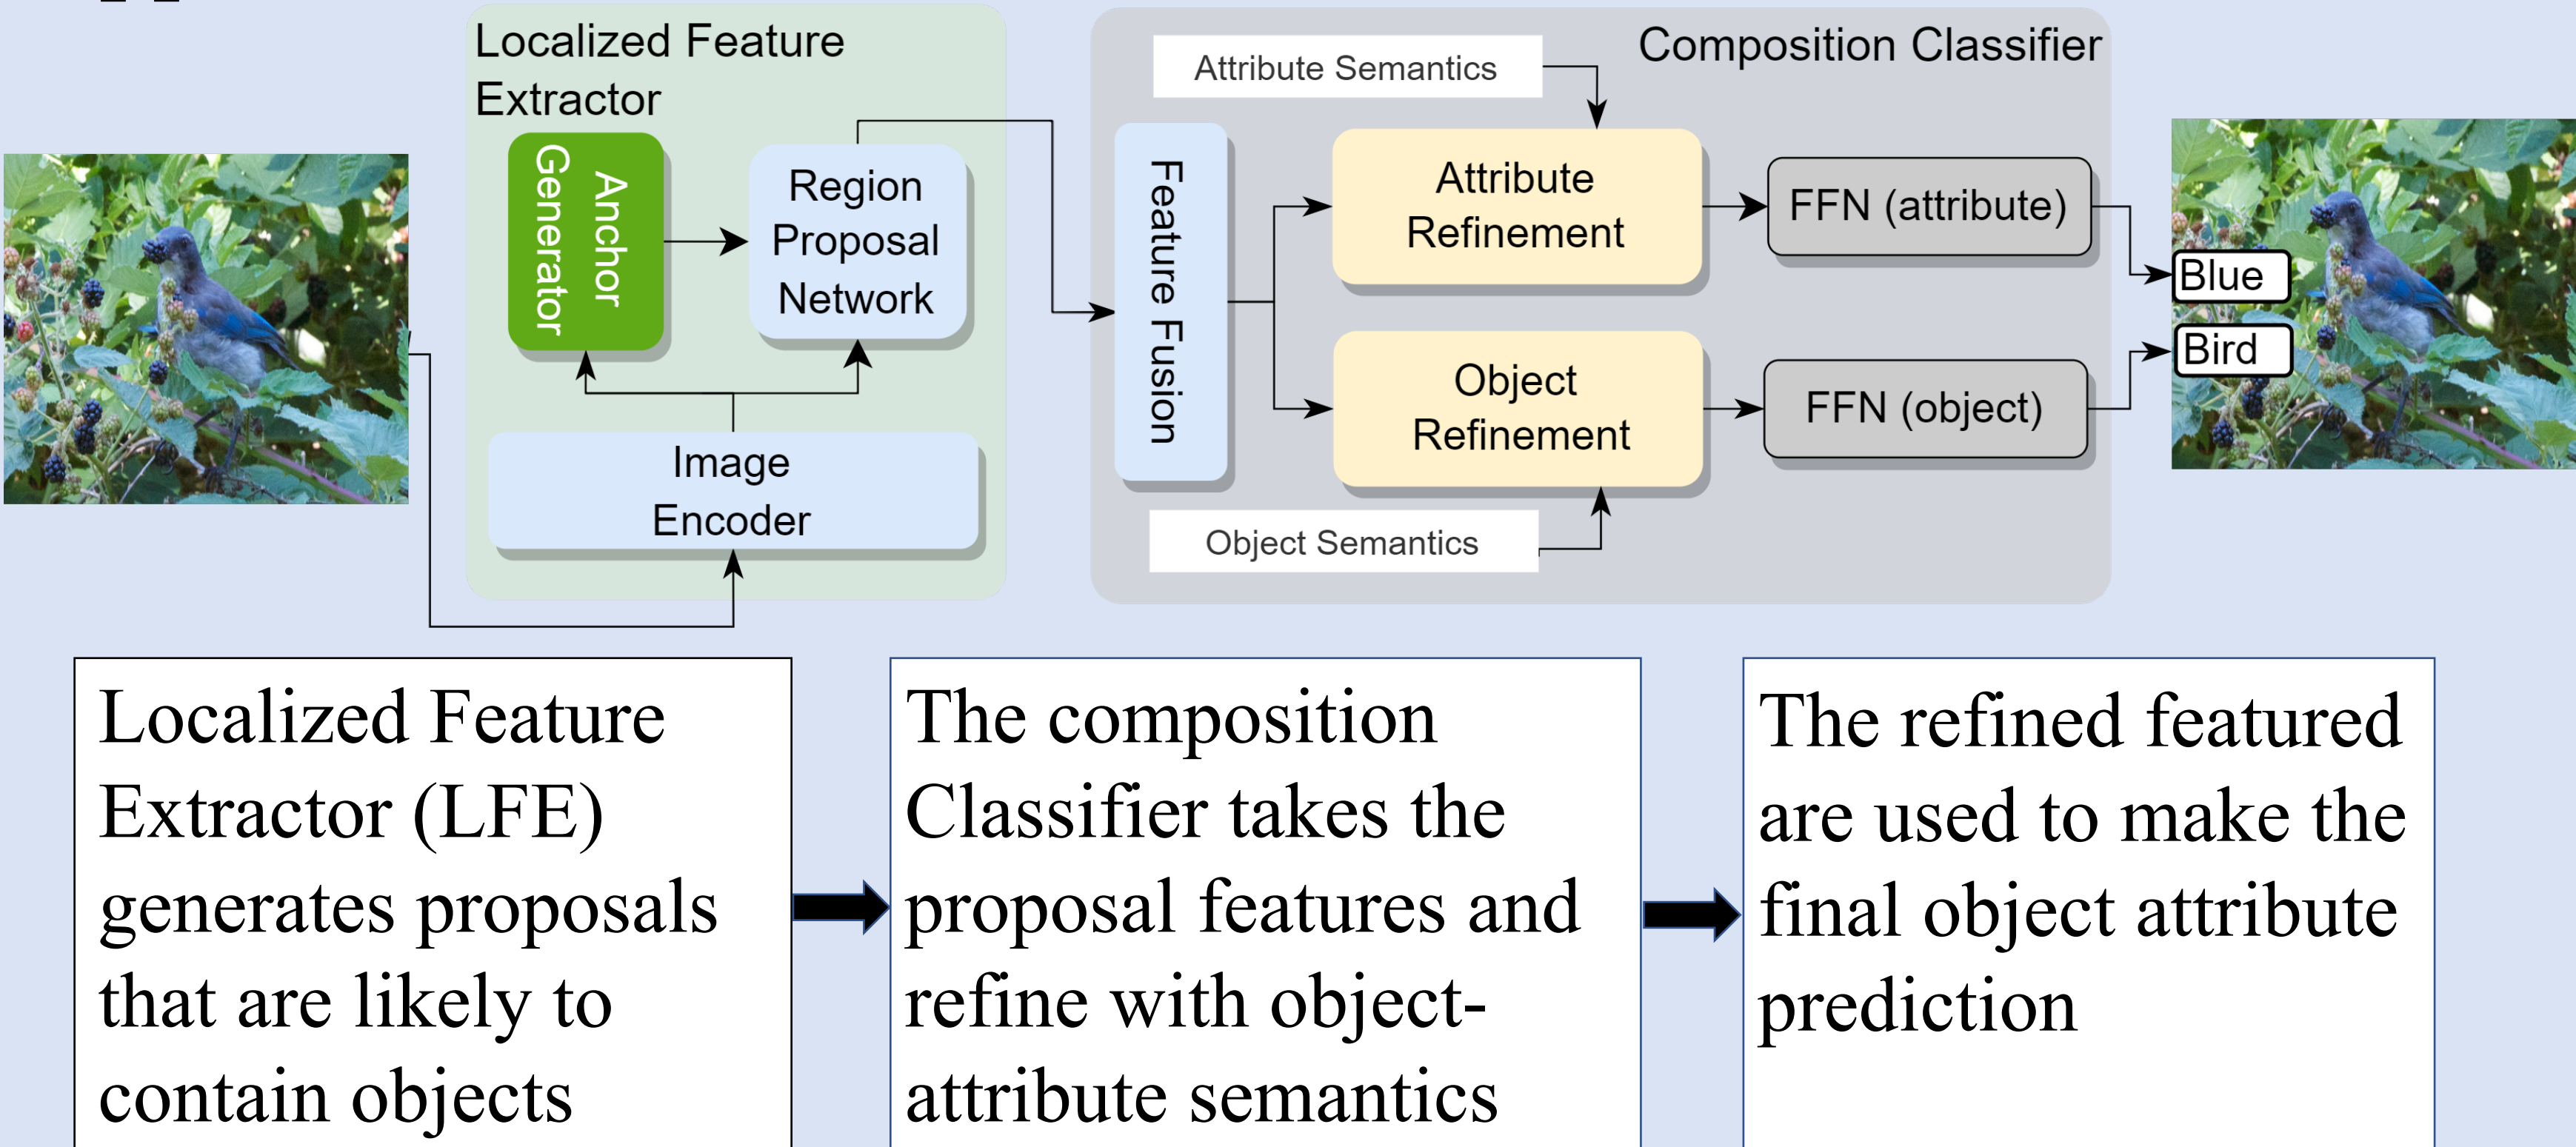 Localized Feature
Extractor
Anchor
Generator
Region
Proposal
Network
Image
Encoder
Composition Classifier
Attribute Semantics
Feature Fusion
Attribute
Refinement
FFN (attribute)
Object
Refinement
FFN (object)
Object Semantics
Blue
Bird
Localized Feature
Extractor (LFE)
generates proposals
that are likely to
contain objects
The composition
Classifier takes the
proposal features and
refine with object-
attribute semantics
The refined featured
are used to make the
final object attribute
prediction